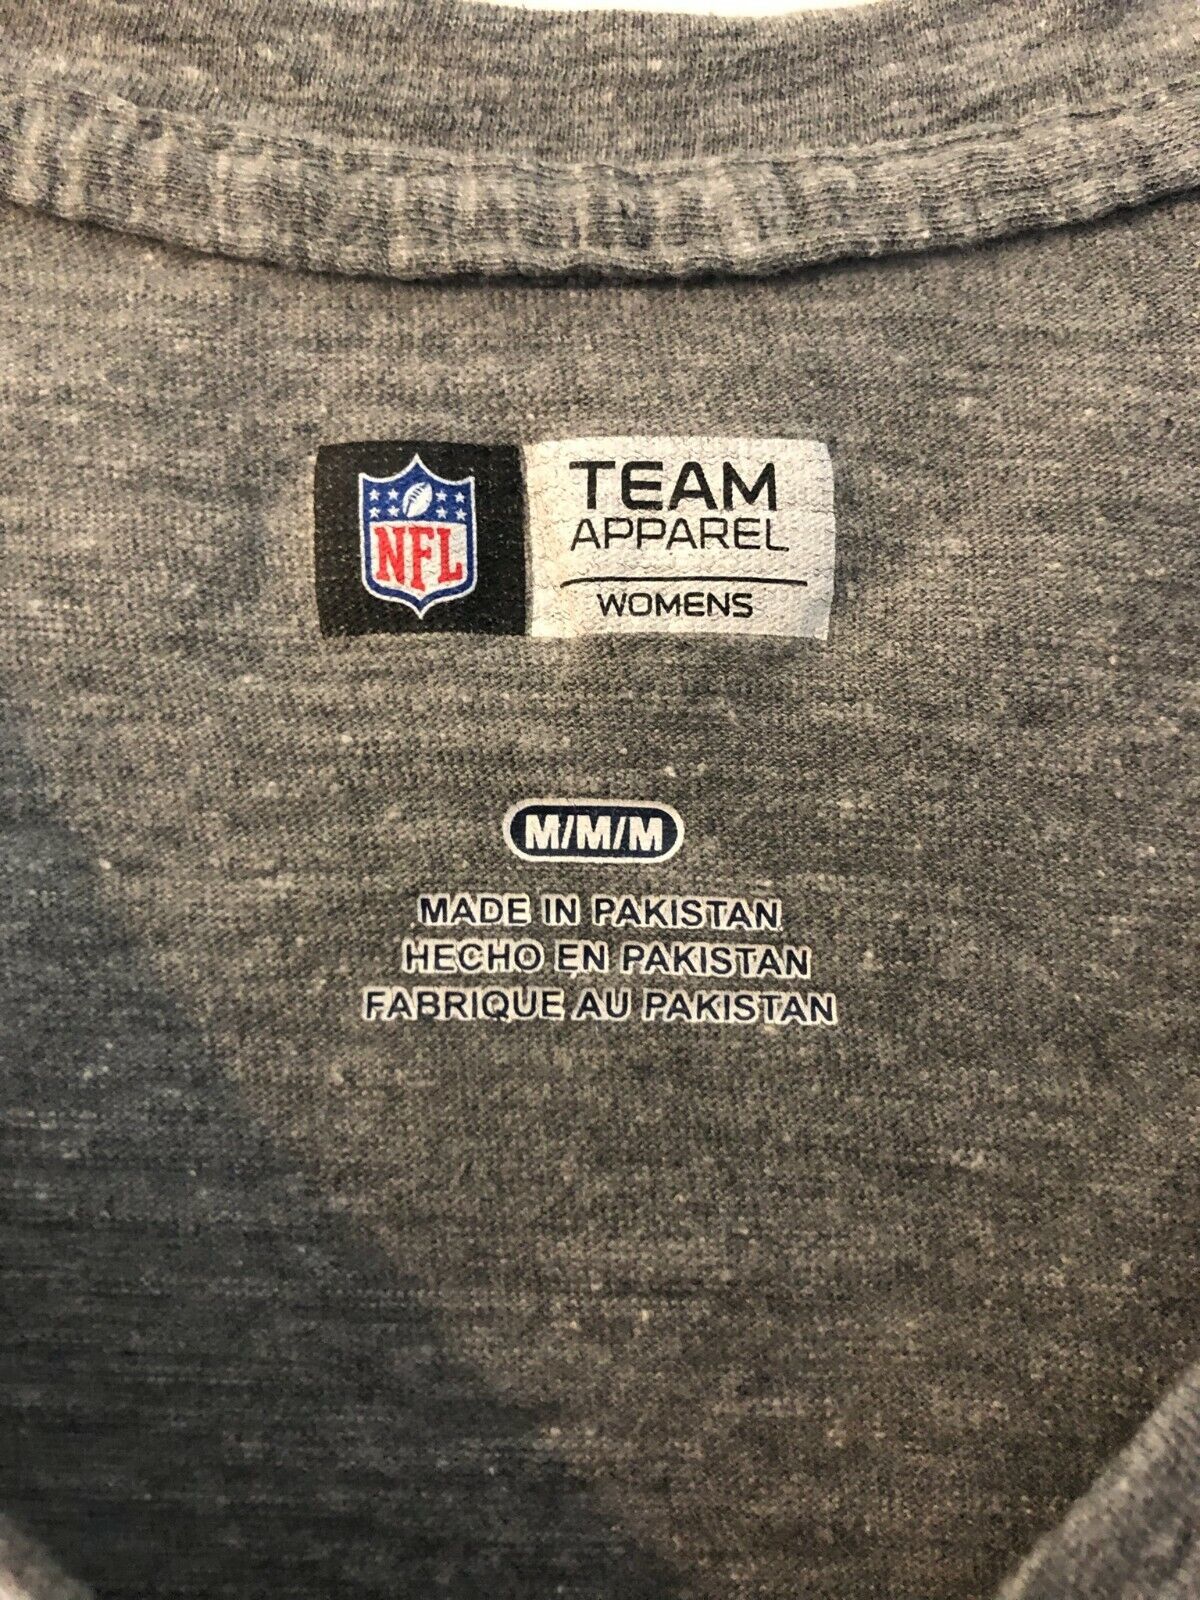 NFL
TEAM
APPAREL
WOMENS
M/M/M
MADE IN PAKISTAN
HECHO EN PAKISTAN
FABRIQUE AU PAKISTAN